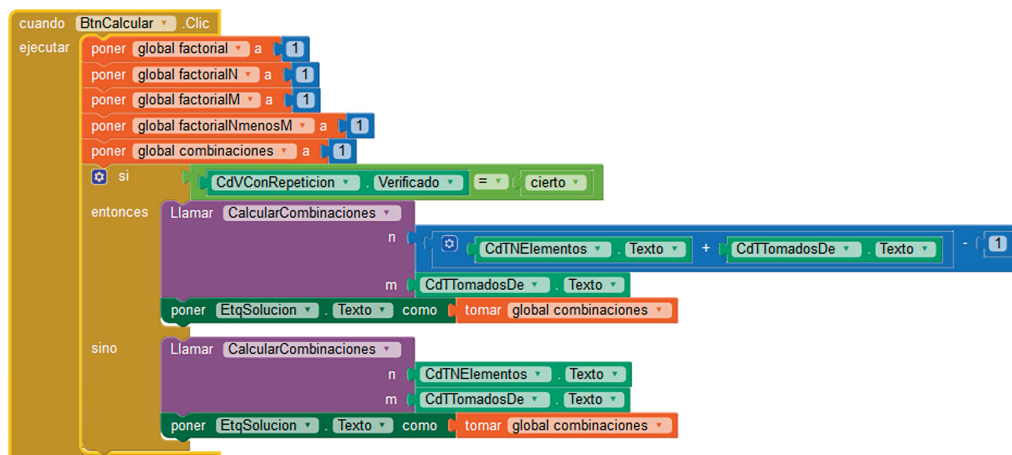 cuando BtnCalcular .Clic
ejecutar poner global factorial a 1
poner global factorialN a 1
poner global factorialM a 1
poner global factorialNmenosM a 1
poner global combinaciones a 1
si CdVConRepeticion . Verificado = cierto
entonces Llamar CalcularCombinaciones
n CdTNElementos . Texto + CdTTomadosDe . Texto - 1
m CdTTomadosDe . Texto
poner EtqSolucion . Texto como tomar global combinaciones
sino Llamar CalcularCombinaciones
n CdTNElementos . Texto
m CdTTomadosDe . Texto
poner EtqSolucion . Texto como tomar global combinaciones